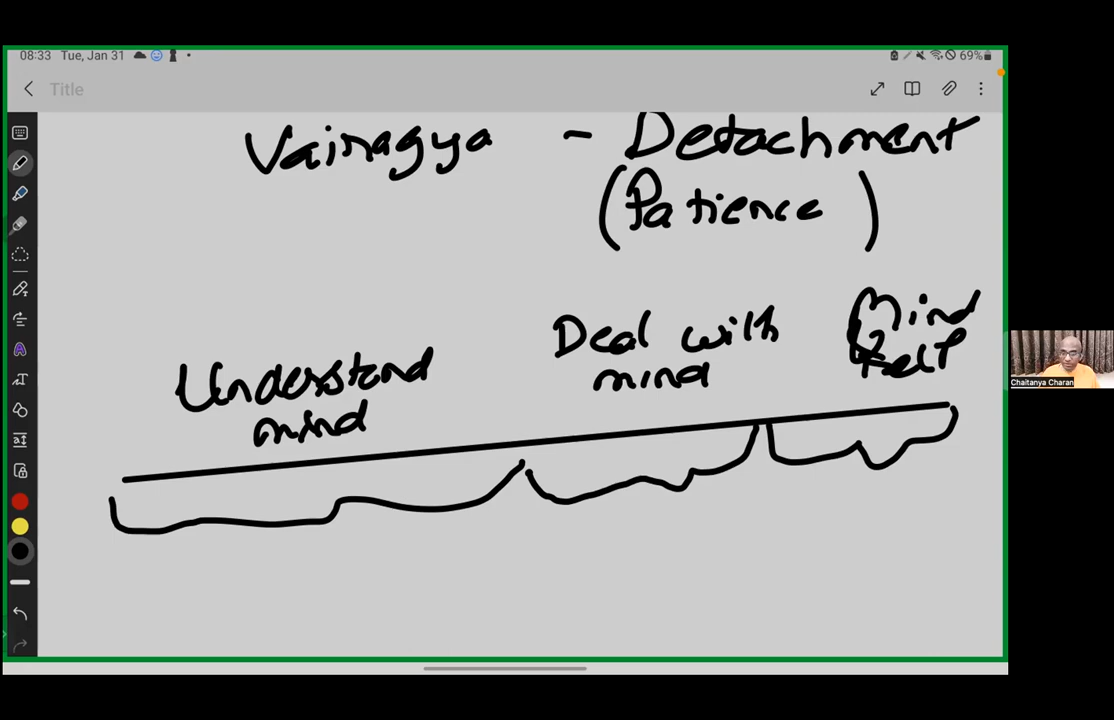 08:33 Tue, Jan 31
69%
Title
Vairagya - Detachment
(Patience)
Understand
mind
Deal with
mind
Mind
& self
Chaitanya Charan